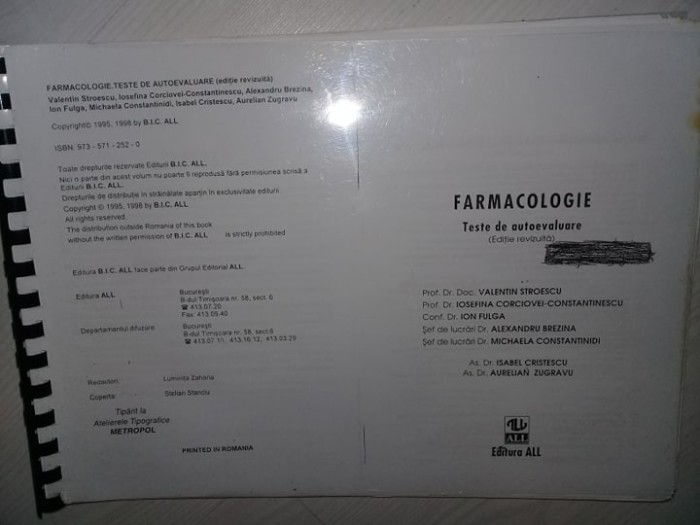 FARMACOLOGIE.TESTE DE AUTOEVALUARE (ediție revizuită)
Valentin Stroescu, Iosefina Corciovei-Constantinescu, Alexandru Brezina,
Ion Fulga, Michaela Constantinidi, Isabel Cristescu, Aurelian Zugravu
Copyright© 1995, 1998 by B.I.C. ALL
ISBN: 973 - 571 - 252 - 0
Toate drepturile rezervate Editurii B.I.C. ALL.
Nici o parte din acest volum nu poarte fi reprodusă fără permisiunea scrisă a
Editurii B.I.C. ALL.
Drepturile de distribuție în străinătate aparțin în exclusivitate editurii.
Copyright © 1995, 1998 by B.I.C. ALL
All rights reserved.
The distribution outside Romania of this book
without the written permission of B.I.C. ALL is strictly prohibited
Editura B.I.C. ALL face parte din Grupul Editorial ALL
Editura ALL
București
B-dul Timișoara nr. 58, sect. 6
☎ 413.07.20
Fax: 413.05.40
Departamentul difuzare:
București
B-dul Timișoara nr. 58, sect.6
☎ 413.07.11, 413.16.12, 413.03.29
Redactor: Luminița Zaharia
Coperta: Stelian Stanciu
Tipărit la
Atelierele Tipografice
METROPOL
PRINTED IN ROMANIA
FARMACOLOGIE
Teste de autoevaluare
(Ediție revizuită)
Prof. Dr. Doc. VALENTIN STROESCU
Prof. Dr. IOSEFINA CORCIOVEI-CONSTANTINESCU
Conf. Dr. ION FULGA
Șef de lucrări Dr. ALEXANDRU BREZINA
Șef de lucrări Dr. MICHAELA CONSTANTINIDI
As. Dr. ISABEL CRISTESCU
As. Dr. AURELIAN ZUGRAVU
ALL
Editura ALL